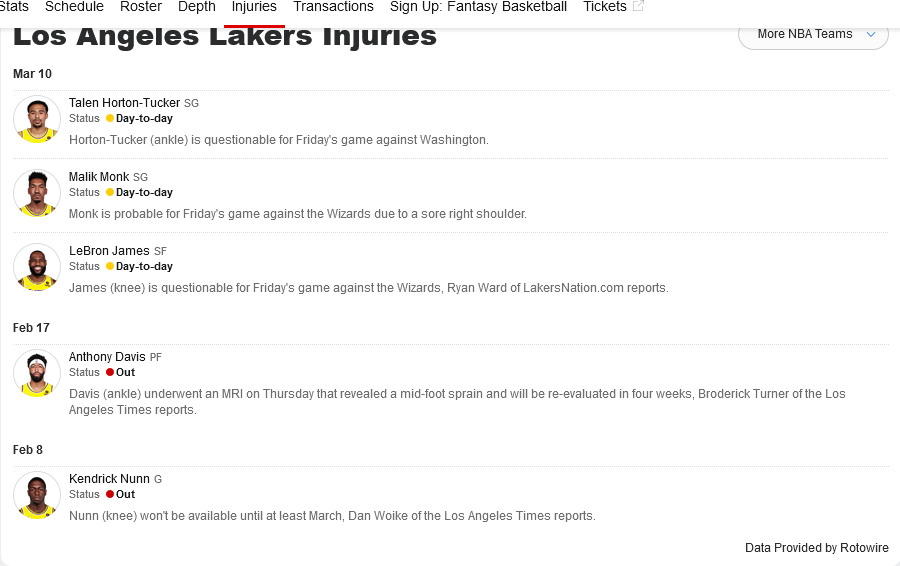 Stats Schedule Roster Depth Injuries Transactions Sign Up: Fantasy Basketball Tickets
Los Angeles Lakers Injuries
More NBA Teams
Mar 10
Talen Horton-Tucker SG
Status Day-to-day
Horton-Tucker (ankle) is questionable for Friday's game against Washington.
Malik Monk SG
Status Day-to-day
Monk is probable for Friday's game against the Wizards due to a sore right shoulder.
LeBron James SF
Status Day-to-day
James (knee) is questionable for Friday's game against the Wizards, Ryan Ward of LakersNation.com reports.
Feb 17
Anthony Davis PF
Status Out
Davis (ankle) underwent an MRI on Thursday that revealed a mid-foot sprain and will be re-evaluated in four weeks, Broderick Turner of the Los
Angeles Times reports.
Feb 8
Kendrick Nunn G
Status Out
Nunn (knee) won't be available until at least March, Dan Woike of the Los Angeles Times reports.
Data Provided by Rotowire